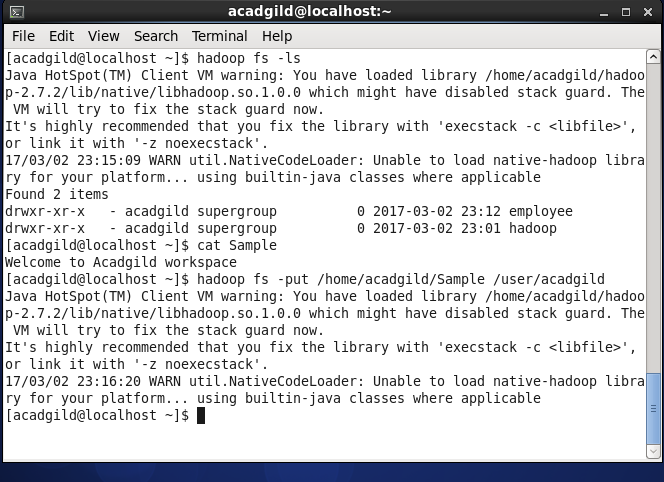 acadgild@localhost:~
File Edit View Search Terminal Help
[acadgild@localhost ~]$ hadoop fs -ls
Java HotSpot(TM) Client VM warning: You have loaded library /home/acadgild/hadoo
p-2.7.2/lib/native/libhadoop.so.1.0.0 which might have disabled stack guard. The
 VM will try to fix the stack guard now.
It's highly recommended that you fix the library with 'execstack -c <libfile>',
or link it with '-z noexecstack'.
17/03/02 23:15:09 WARN util.NativeCodeLoader: Unable to load native-hadoop libra
ry for your platform... using builtin-java classes where applicable
Found 2 items
drwxr-xr-x   - acadgild supergroup          0 2017-03-02 23:12 employee
drwxr-xr-x   - acadgild supergroup          0 2017-03-02 23:01 hadoop
[acadgild@localhost ~]$ cat Sample
Welcome to Acadgild workspace
[acadgild@localhost ~]$ hadoop fs -put /home/acadgild/Sample /user/acadgild
Java HotSpot(TM) Client VM warning: You have loaded library /home/acadgild/hadoo
p-2.7.2/lib/native/libhadoop.so.1.0.0 which might have disabled stack guard. The
 VM will try to fix the stack guard now.
It's highly recommended that you fix the library with 'execstack -c <libfile>',
or link it with '-z noexecstack'.
17/03/02 23:16:20 WARN util.NativeCodeLoader: Unable to load native-hadoop libra
ry for your platform... using builtin-java classes where applicable
[acadgild@localhost ~]$